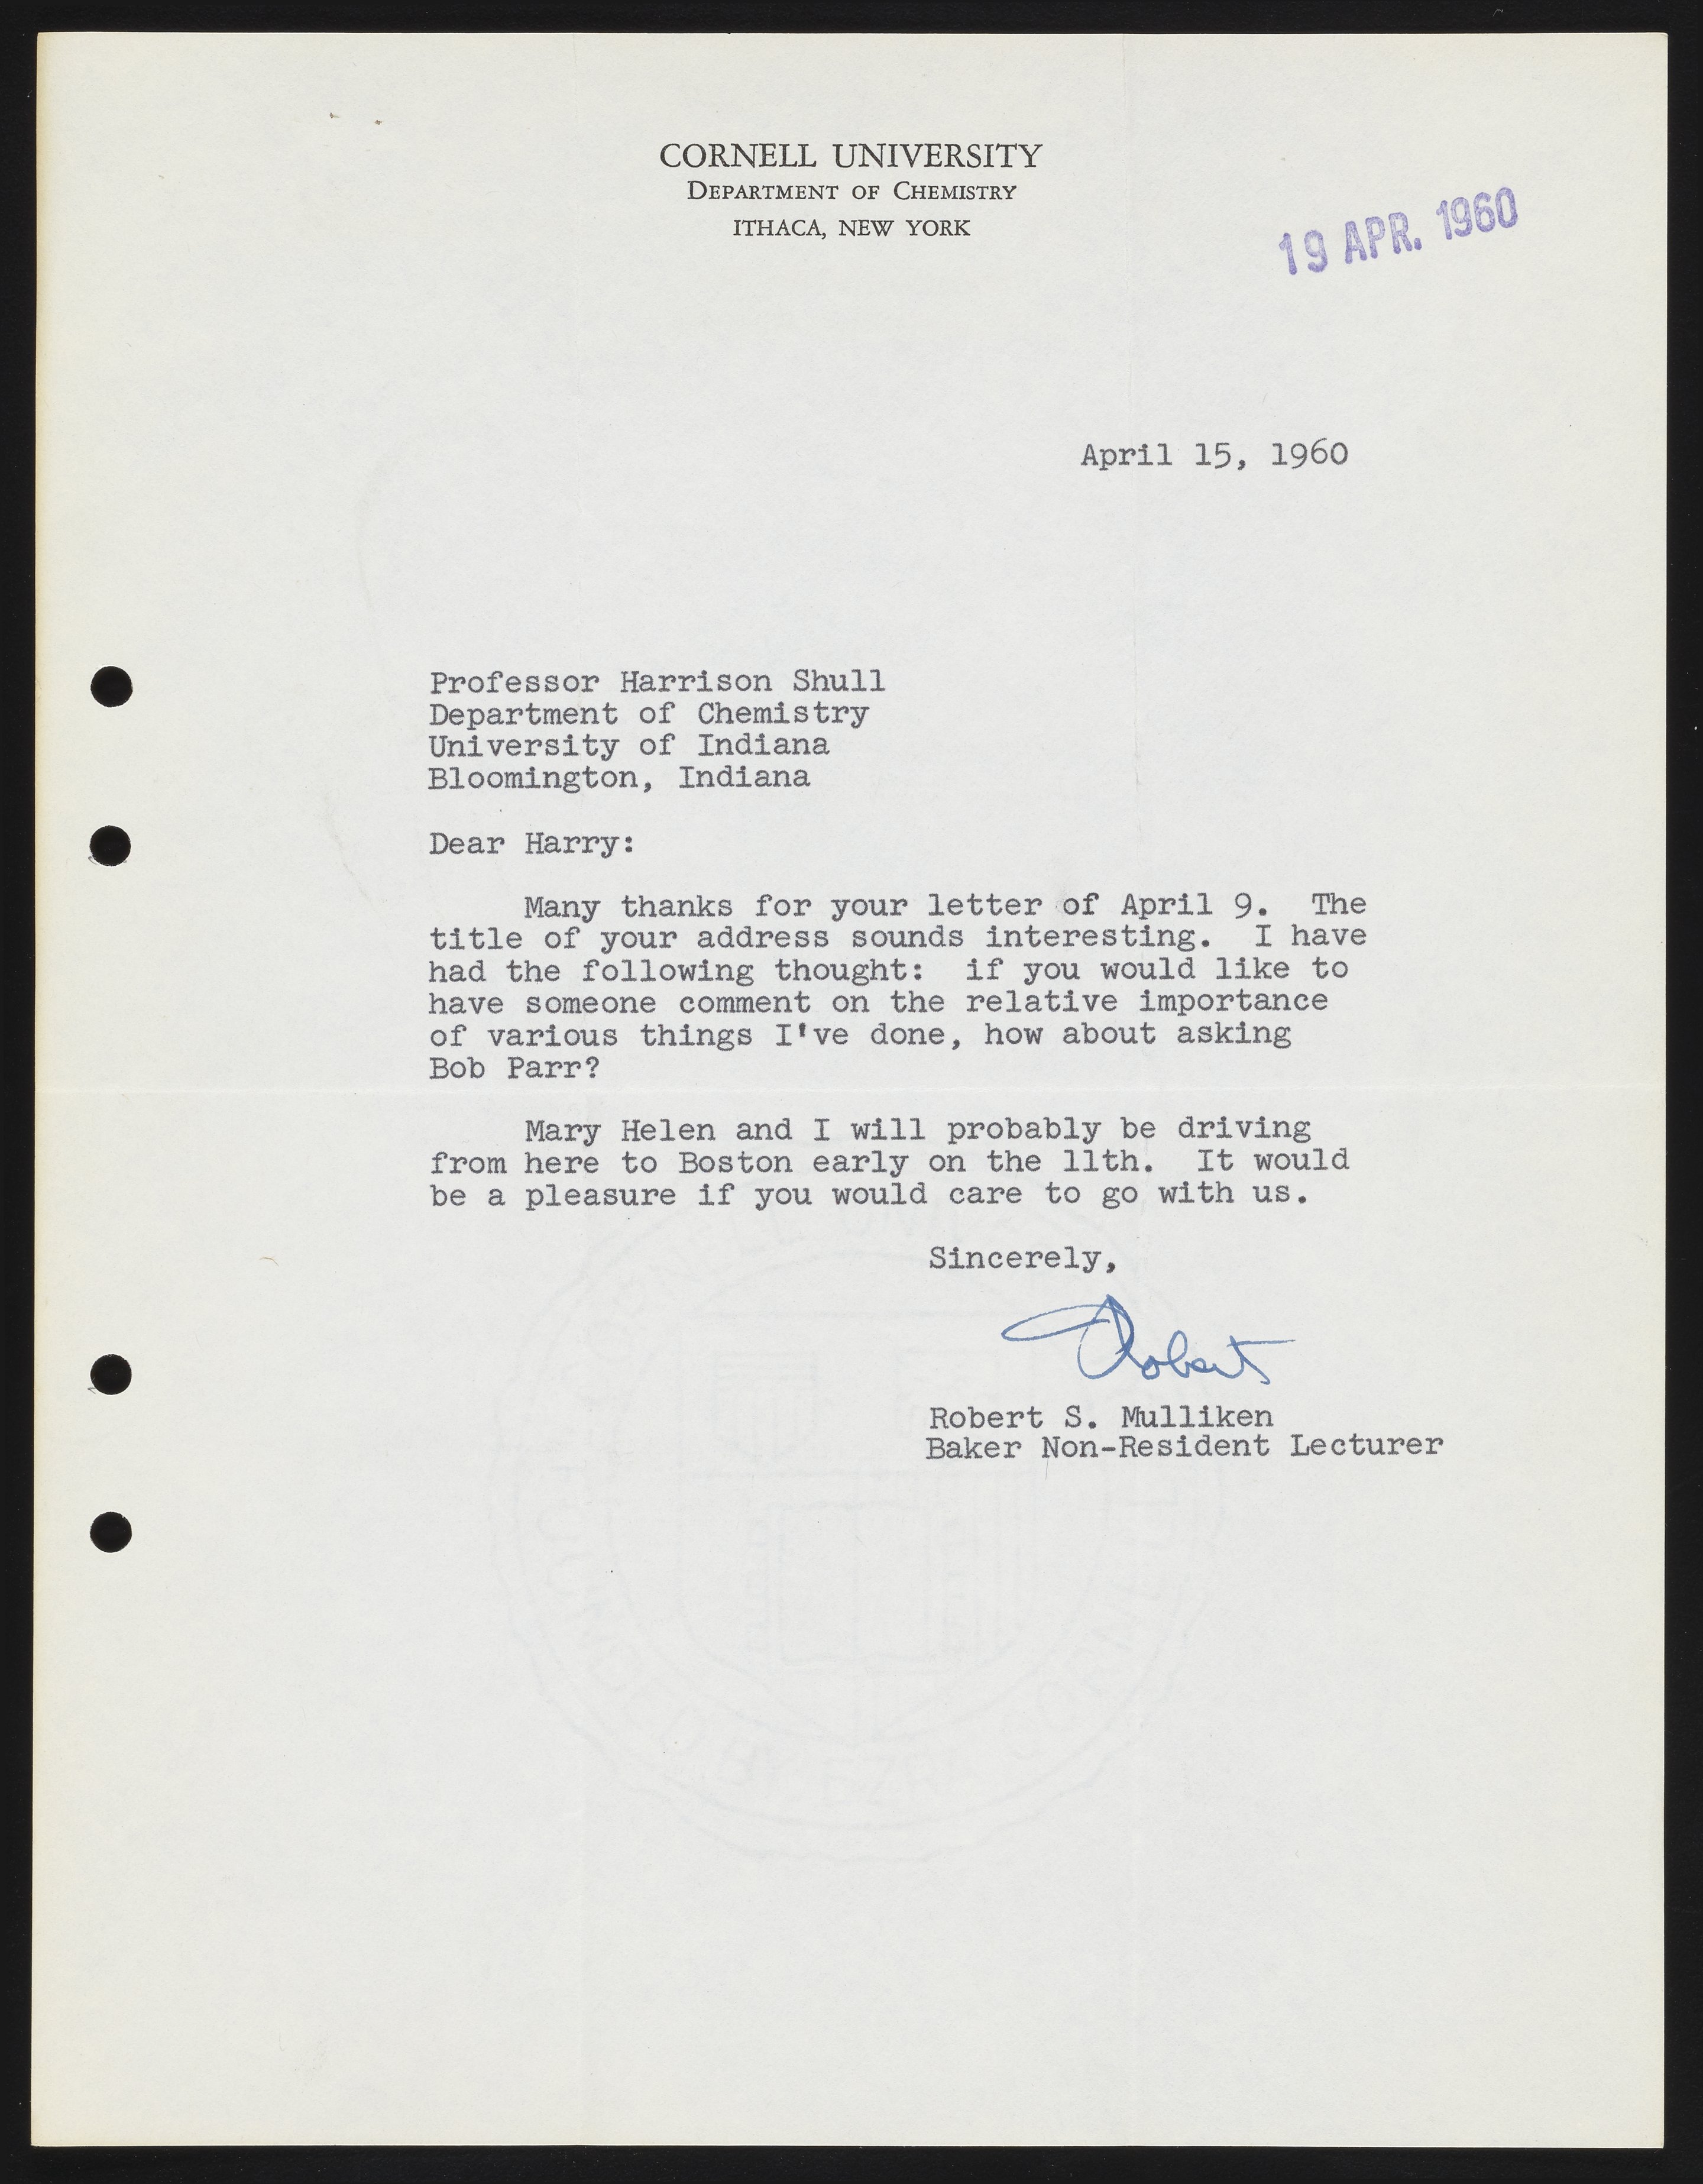 CORNELL UNIVERSITY
DEPARTMENT OF CHEMISTRY
ITHACA, NEW YORK
19 APR. 1960
April 15, 1960
Professor Harrison Shull
Department of Chemistry
University of Indiana
Bloomington, Indiana
Dear Harry:
Many thanks for your letter of April 9. The
title of your address sounds interesting. I have
had the following thought: if you would like to
have someone comment on the relative importance
of various things I've done, how about asking
Bob Parr?
Mary Helen and I will probably be driving
from here to Boston early on the 11th. It would
be a pleasure if you would care to go with us.
Sincerely,
Robert
Robert S. Mulliken
Baker Non-Resident Lecturer